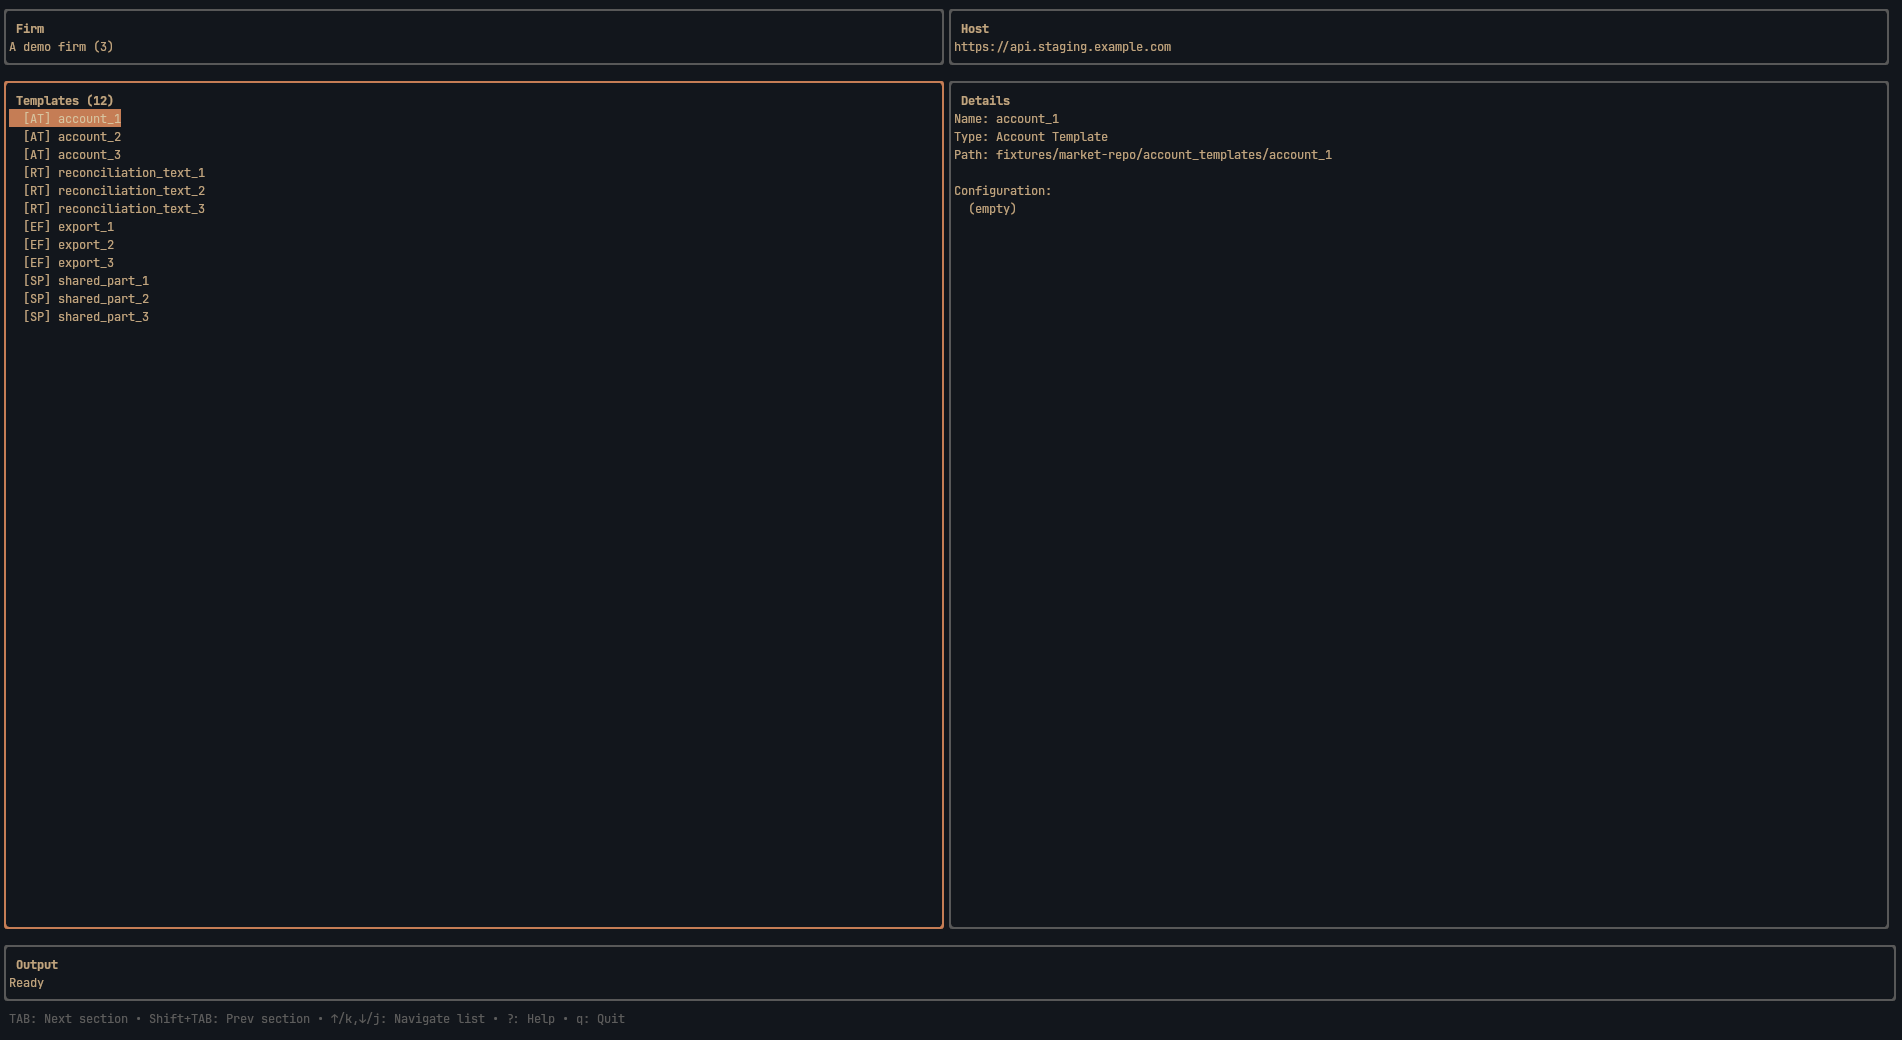 Firm
A demo firm (3)
Host
https://api.staging.example.com
Templates (12)
[AT] account_1
[AT] account_2
[AT] account_3
[RT] reconciliation_text_1
[RT] reconciliation_text_2
[RT] reconciliation_text_3
[EF] export_1
[EF] export_2
[EF] export_3
[SP] shared_part_1
[SP] shared_part_2
[SP] shared_part_3
Details
Name: account_1
Type: Account Template
Path: fixtures/market-repo/account_templates/account_1
Configuration:
(empty)
Output
Ready
TAB: Next section • Shift+TAB: Prev section • ↑/k,↓/j: Navigate list • ?: Help • q: Quit